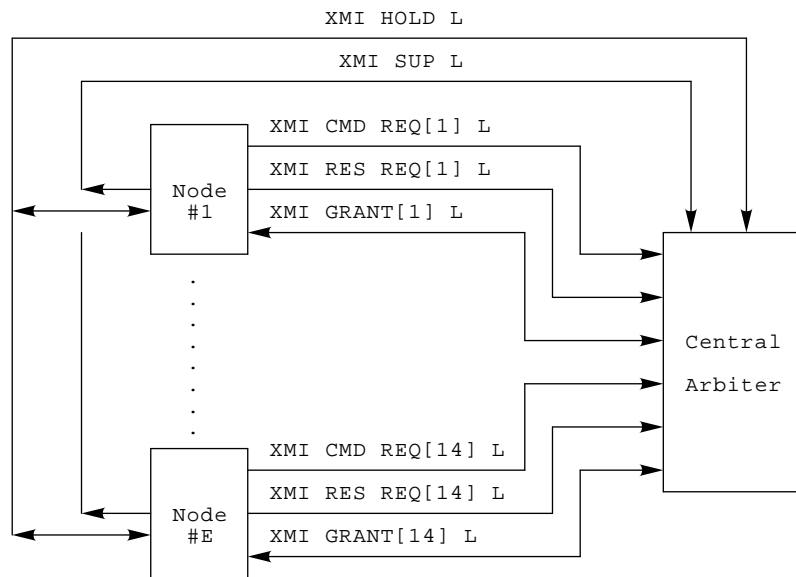 XMI HOLD L
XMI SUP L
XMI CMD REQ[1] L
XMI RES REQ[1] L
XMI GRANT[1] L
Node
#1
Central
Arbiter
XMI CMD REQ[14] L
XMI RES REQ[14] L
XMI GRANT[14] L
Node
#E